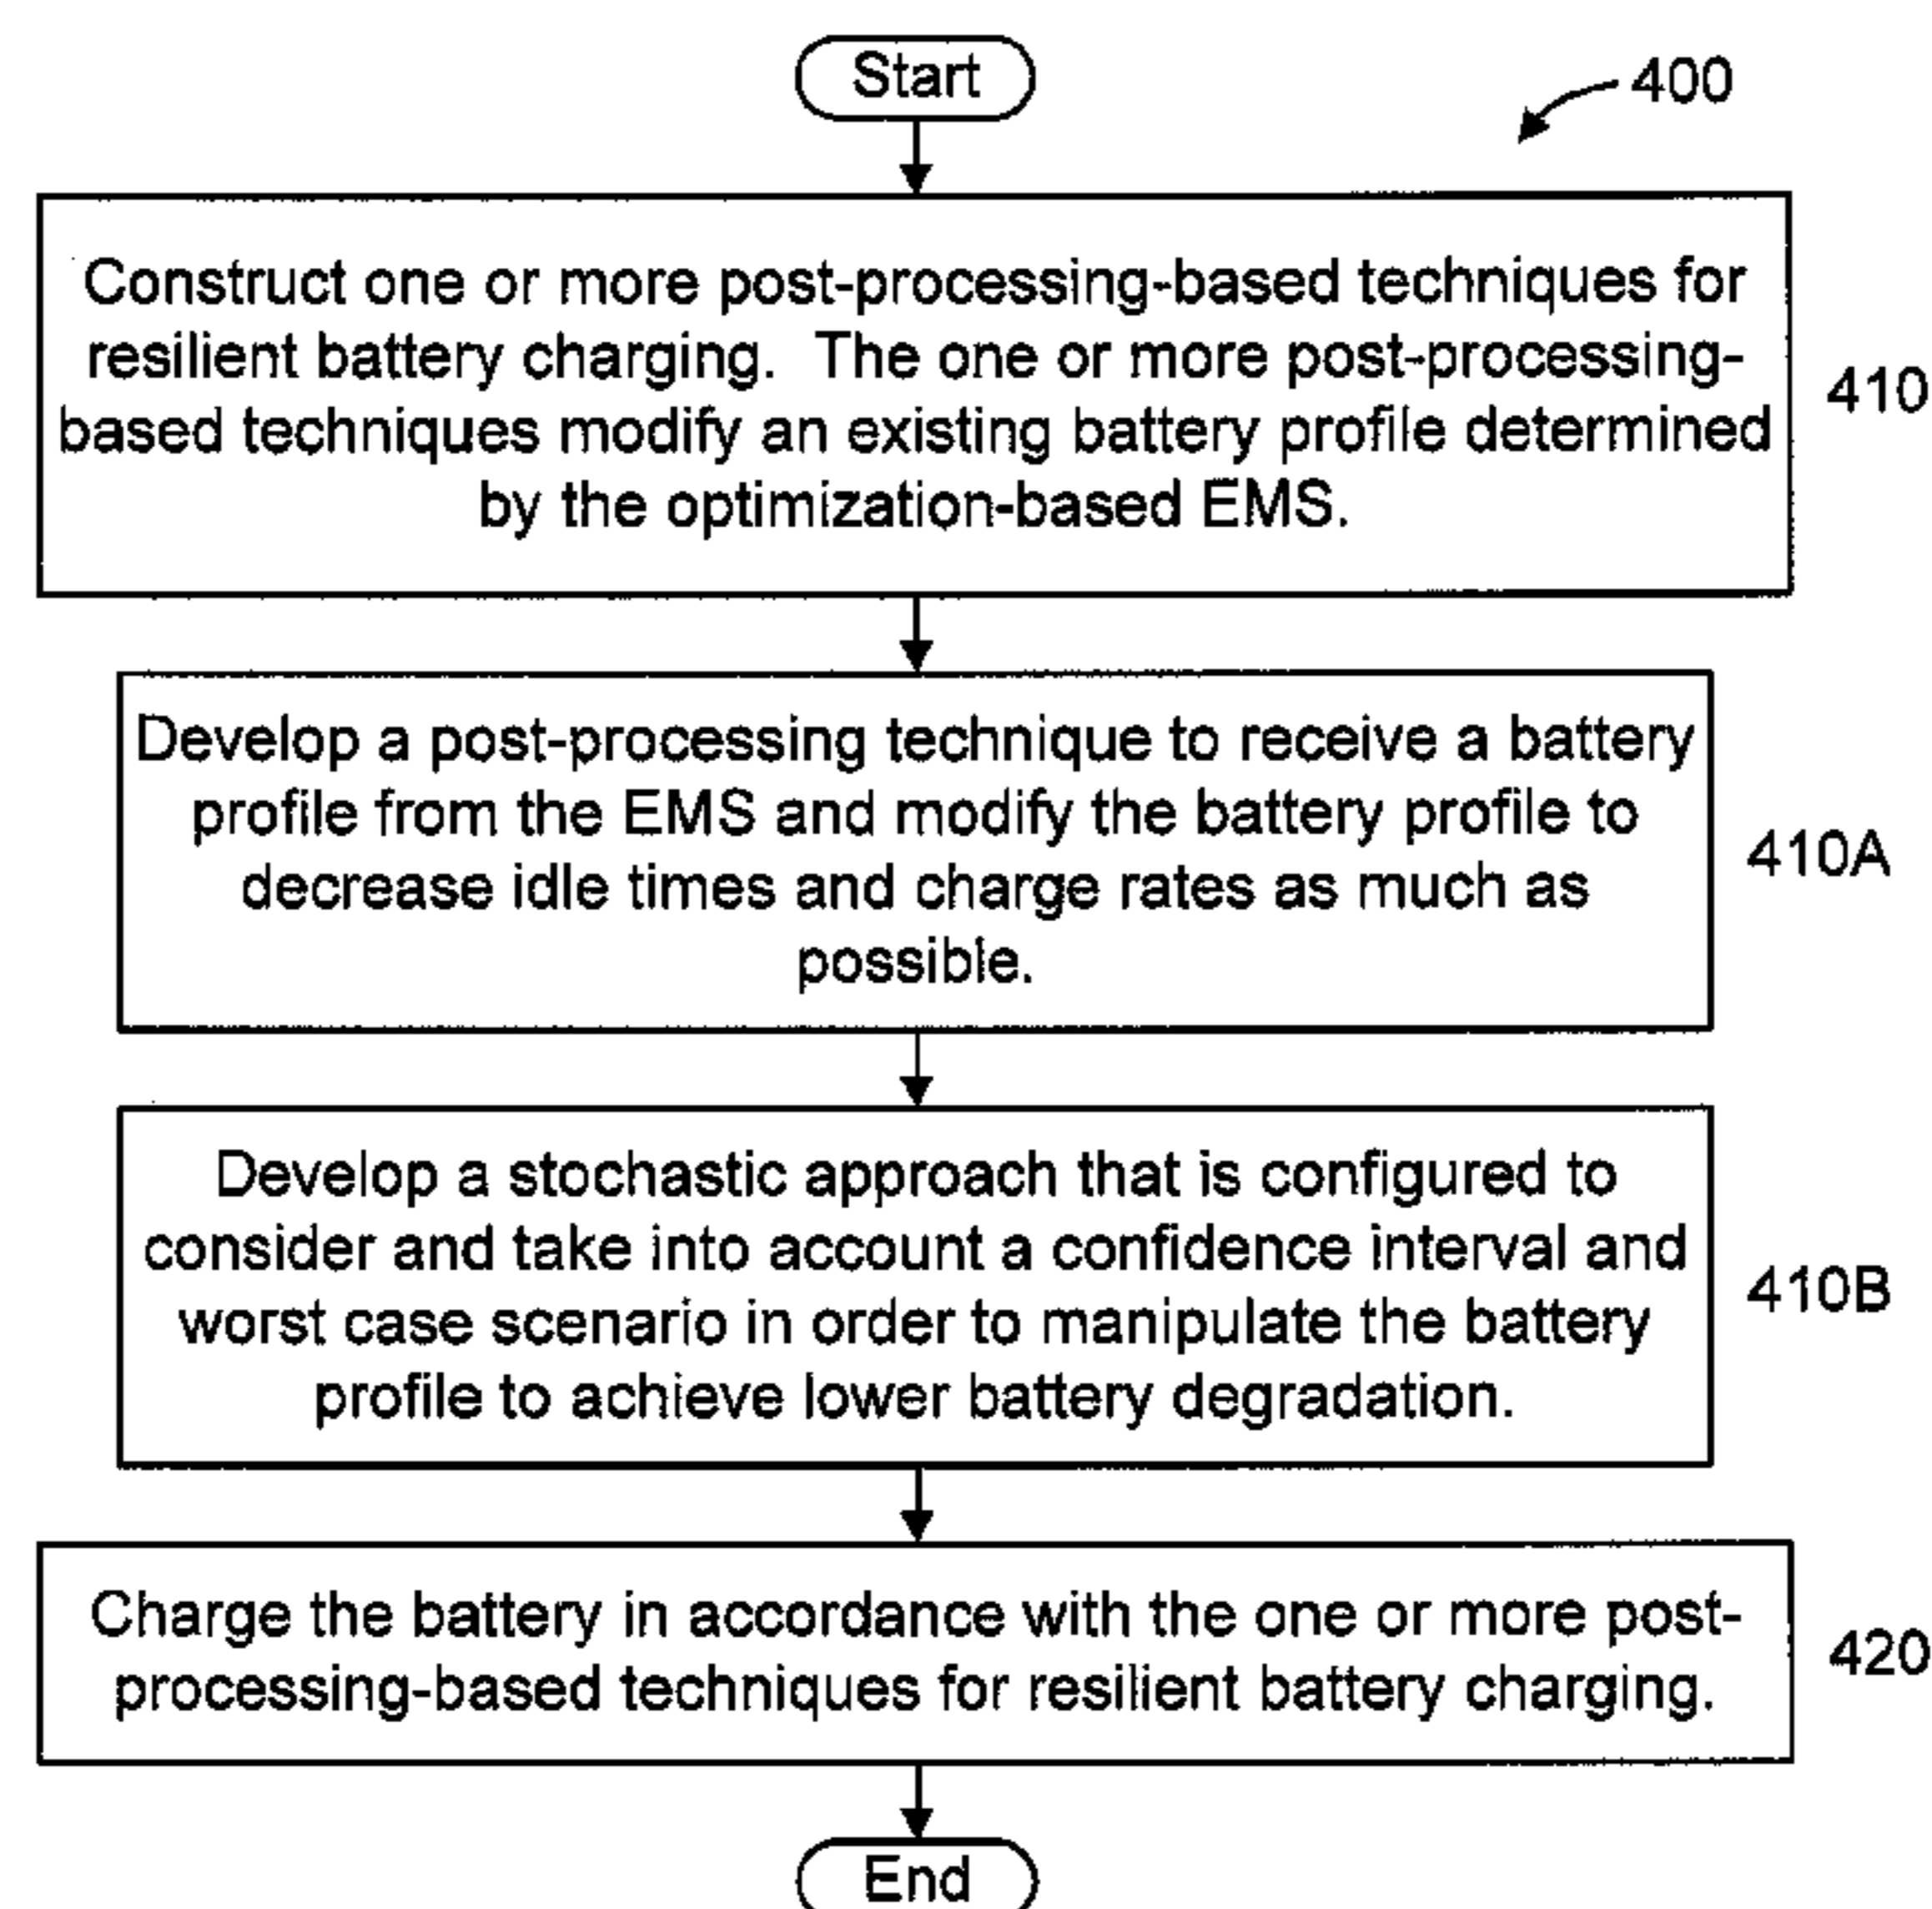 Start
400
Construct one or more post-processing-based techniques for
resilient battery charging. The one or more post-processing-
based techniques modify an existing battery profile determined
by the optimization-based EMS.
410
Develop a post-processing technique to receive a battery
profile from the EMS and modify the battery profile to
decrease idle times and charge rates as much as
possible.
410A
Develop a stochastic approach that is configured to
consider and take into account a confidence interval and
worst case scenario in order to manipulate the battery
profile to achieve lower battery degradation.
410B
Charge the battery in accordance with the one or more post-
processing-based techniques for resilient battery charging.
420
End